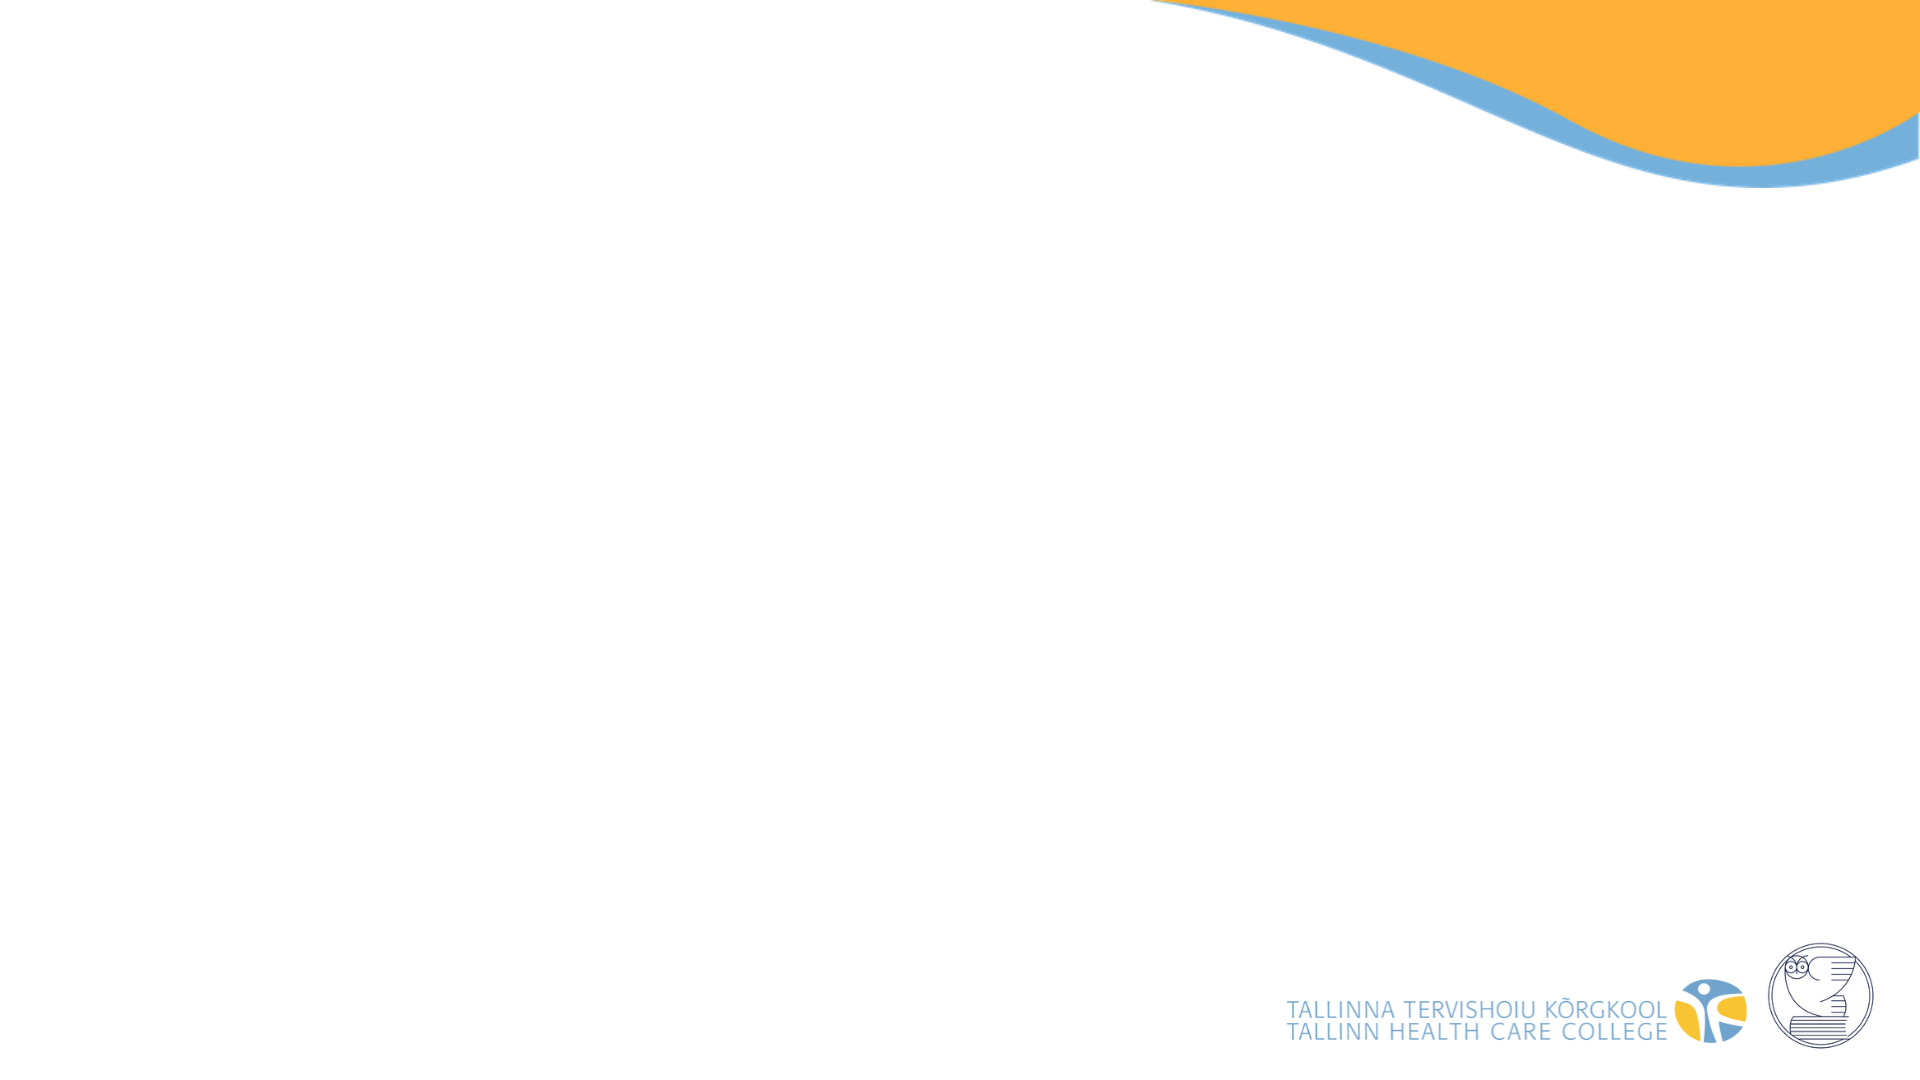 TALLINNA TERVISHOIU KÕRGKOOL
TALLINN HEALTH CARE COLLEGE